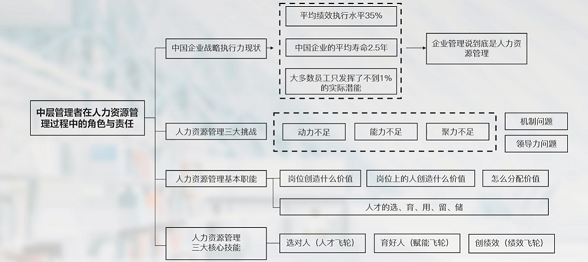 中层管理者在人力资源管
理过程中的角色与责任
中国企业战略执行力现状
平均绩效执行水平35%
中国企业的平均寿命2.5年
大多数员工只发挥了不到1%
的实际潜能
企业管理说到底是人力资
源管理
人力资源管理三大挑战
动力不足
能力不足
聚力不足
机制问题
领导力问题
人力资源管理基本职能
岗位创造什么价值
岗位上的人创造什么价值
怎么分配价值
人才的选、育、用、留、储
人力资源管理
三大核心技能
选对人（人才飞轮）
育好人（赋能飞轮）
创绩效（绩效飞轮）